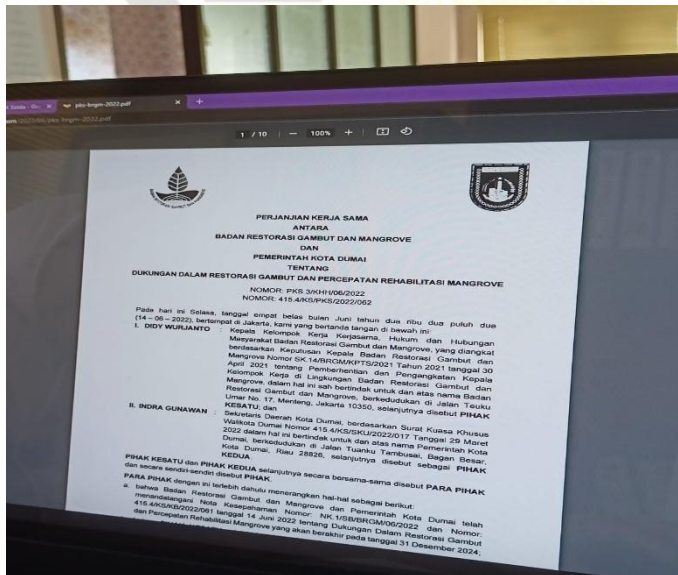 pks-brgm-2022.pdf
1 / 10
100%
PERJANJIAN KERJA SAMA
ANTARA
BADAN RESTORASI GAMBUT DAN MANGROVE
DAN
PEMERINTAH KOTA DUMAI
TENTANG
DUKUNGAN DALAM RESTORASI GAMBUT DAN PERCEPATAN REHABILITASI MANGROVE
NOMOR: PKS.3/KHH/06/2022
NOMOR: 415.4/KS/PKS/2022/062
Pada hari ini Selasa, tanggal empat belas bulan Juni tahun dua ribu dua puluh dua
(14 – 06 – 2022), bertempat di Jakarta, kami yang bertanda tangan di bawah ini:
I. DIDY WURJANTO : Kepala Kelompok Kerja Kerjasama, Hukum dan Hubungan
Masyarakat Badan Restorasi Gambut dan Mangrove, yang diangkat
berdasarkan Keputusan Kepala Badan Restorasi Gambut dan
Mangrove Nomor SK.14/BRGM/KPTS/2021 Tahun 2021 tanggal 30
April 2021 tentang Pemberhentian dan Pengangkatan Kepala
Kelompok Kerja di Lingkungan Badan Restorasi Gambut dan
Mangrove, dalam hal ini sah bertindak untuk dan atas nama Badan
Restorasi Gambut dan Mangrove, berkedudukan di Jalan Teuku
Umar No. 17, Menteng, Jakarta 10350, selanjutnya disebut PIHAK
KESATU; dan
II. INDRA GUNAWAN : Sekretaris Daerah Kota Dumai, berdasarkan Surat Kuasa Khusus
Walikota Dumai Nomor 415.4/KS/SKU/2022/017 Tanggal 29 Maret
2022 dalam hal ini bertindak untuk dan atas nama Pemerintah Kota
Dumai, berkedudukan di Jalan Tuanku Tambusai, Bagan Besar,
Kota Dumai, Riau 28826, selanjutnya disebut sebagai PIHAK
KEDUA
PIHAK KESATU dan PIHAK KEDUA selanjutnya secara bersama-sama disebut PARA PIHAK
dan secara sendiri-sendiri disebut PIHAK.
PARA PIHAK dengan ini terlebih dahulu menerangkan hal-hal sebagai berikut:
a. bahwa Badan Restorasi Gambut dan Mangrove dan Pemerintah Kota Dumai telah
menandatangani Nota Kesepahaman Nomor: NK.1/SB/BRGM/06/2022 dan Nomor:
415.4/KS/KB/2022/061 tanggal 14 Juni 2022 tentang Dukungan Dalam Restorasi Gambut
dan Percepatan Rehabilitasi Mangrove yang akan berakhir pada tanggal 31 Desember 2024;